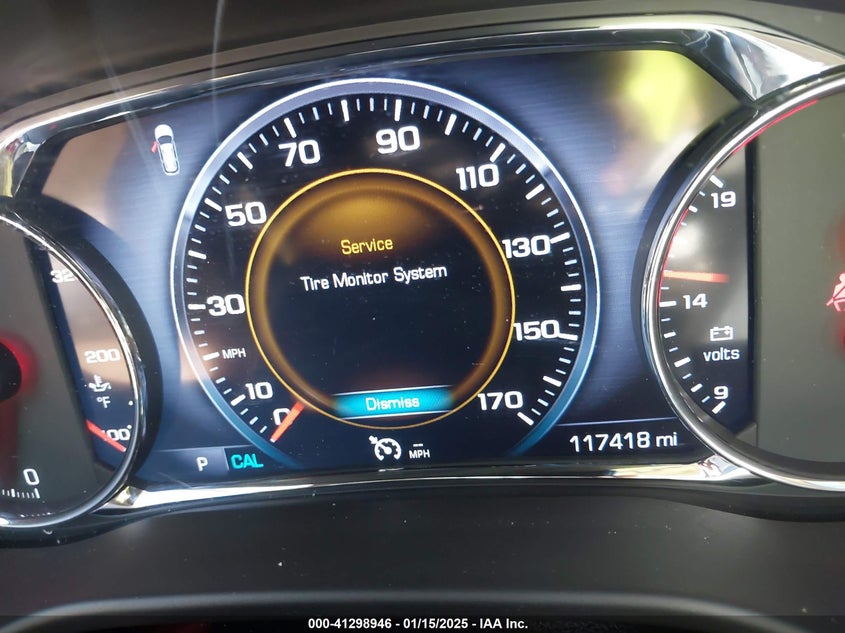 90
70
110
50
19
130
Service
Tire Monitor System
30
14
150
200
MPH
volts
°F
10
Dismiss
170
9
0
117418 mi
P CAL
-- MPH
0
000-41298946 - 01/15/2025 - IAA Inc.